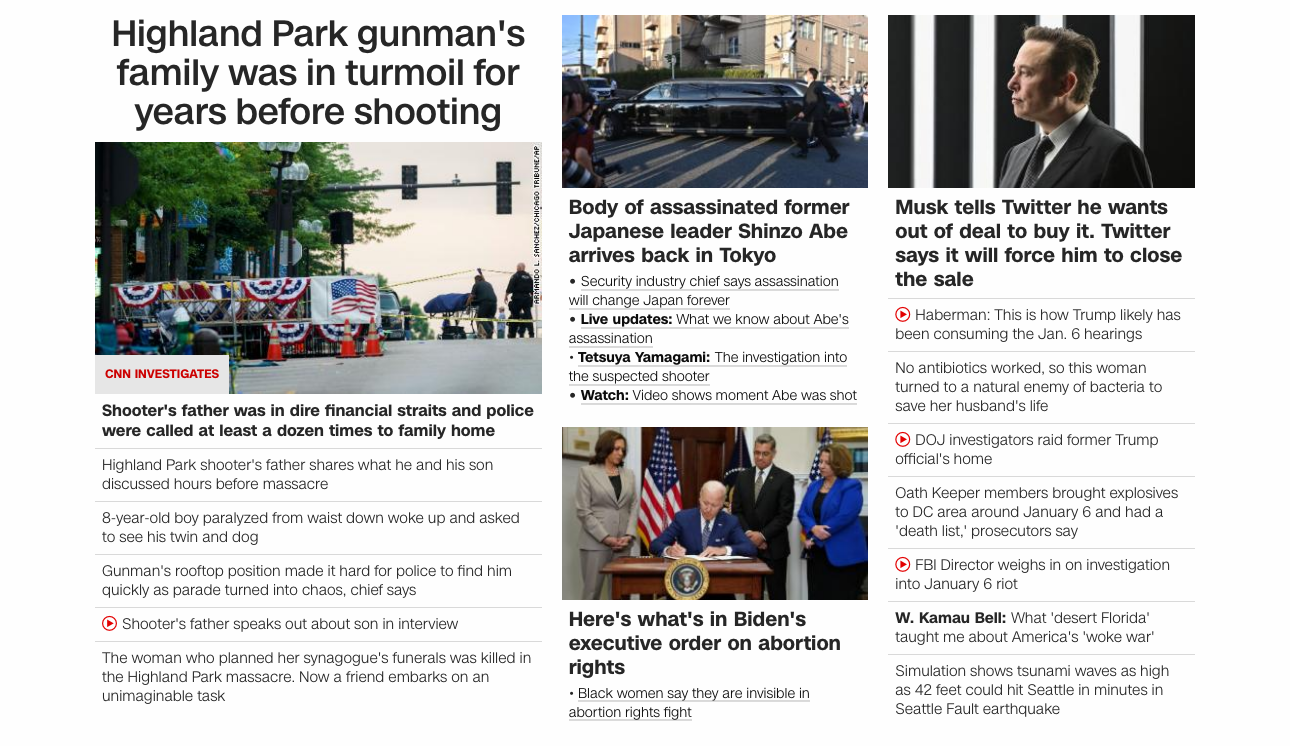 Highland Park gunman's
family was in turmoil for
years before shooting
ARMANDO L. SANCHEZ/CHICAGO TRIBUNE/AP
CNN INVESTIGATES
Shooter's father was in dire financial straits and police
were called at least a dozen times to family home
Highland Park shooter's father shares what he and his son
discussed hours before massacre
8-year-old boy paralyzed from waist down woke up and asked
to see his twin and dog
Gunman's rooftop position made it hard for police to find him
quickly as parade turned into chaos, chief says
Shooter's father speaks out about son in interview
The woman who planned her synagogue's funerals was killed in
the Highland Park massacre. Now a friend embarks on an
unimaginable task
Body of assassinated former
Japanese leader Shinzo Abe
arrives back in Tokyo
• Security industry chief says assassination
will change Japan forever
• Live updates: What we know about Abe's
assassination
• Tetsuya Yamagami: The investigation into
the suspected shooter
• Watch: Video shows moment Abe was shot
Here's what's in Biden's
executive order on abortion
rights
• Black women say they are invisible in
abortion rights fight
Musk tells Twitter he wants
out of deal to buy it. Twitter
says it will force him to close
the sale
Haberman: This is how Trump likely has
been consuming the Jan. 6 hearings
No antibiotics worked, so this woman
turned to a natural enemy of bacteria to
save her husband's life
DOJ investigators raid former Trump
official's home
Oath Keeper members brought explosives
to DC area around January 6 and had a
'death list,' prosecutors say
FBI Director weighs in on investigation
into January 6 riot
W. Kamau Bell: What 'desert Florida'
taught me about America's 'woke war'
Simulation shows tsunami waves as high
as 42 feet could hit Seattle in minutes in
Seattle Fault earthquake